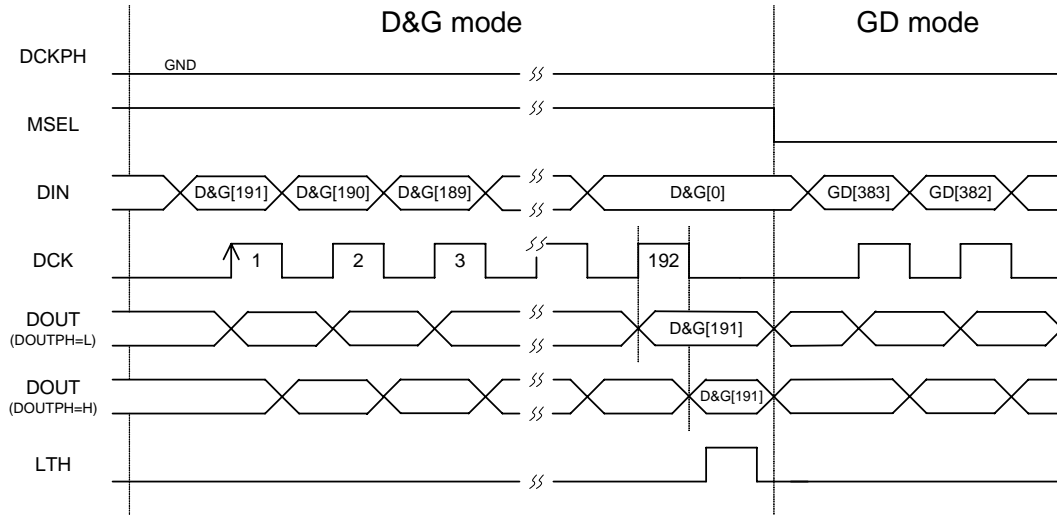 D&G mode
GD mode
DCKPH
GND
MSEL
DIN
D&G[191]
D&G[190]
D&G[189]
D&G[0]
GD[383]
GD[382]
DCK
1
2
3
192
DOUT
(DOUTPH=L)
D&G[191]
DOUT
(DOUTPH=H)
D&G[191]
LTH